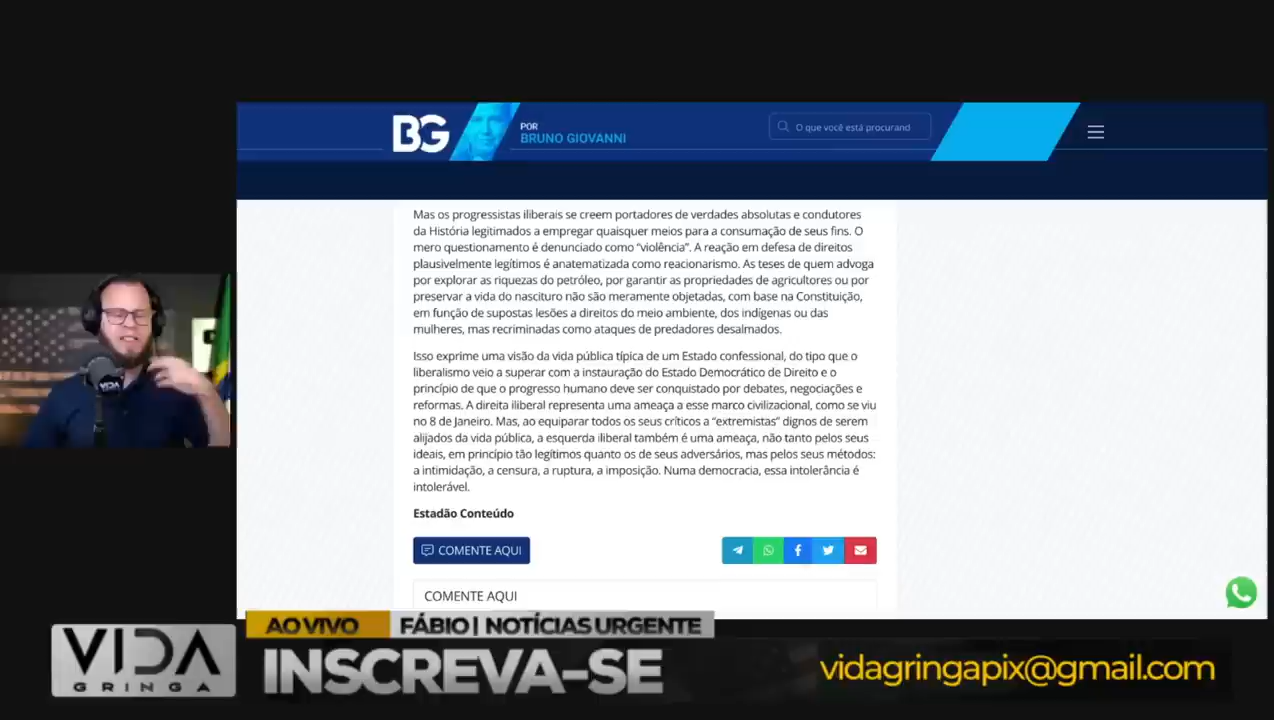 BG
POR
BRUNO GIOVANNI
O que você está procurand
Mas os progressistas iliberais se creem portadores de verdades absolutas e condutores
da História legitimados a empregar quaisquer meios para a consumação de seus fins. O
mero questionamento é denunciado como “violência”. A reação em defesa de direitos
plausivelmente legítimos é anatematizada como reacionarismo. As teses de quem advoga
por explorar as riquezas do petróleo, por garantir as propriedades de agricultores ou por
preservar a vida do nascituro não são meramente objetadas, com base na Constituição,
em função de supostas lesões a direitos do meio ambiente, dos indígenas ou das
mulheres, mas recriminadas como ataques de predadores desalmados.
Isso exprime uma visão da vida pública típica de um Estado confessional, do tipo que o
liberalismo veio a superar com a instauração do Estado Democrático de Direito e o
princípio de que o progresso humano deve ser conquistado por debates, negociações e
reformas. A direita iliberal representa uma ameaça a esse marco civilizacional, como se viu
no 8 de Janeiro. Mas, ao equiparar todos os seus críticos a “extremistas” dignos de serem
alijados da vida pública, a esquerda iliberal também é uma ameaça, não tanto pelos seus
ideais, em princípio tão legítimos quanto os de seus adversários, mas pelos seus métodos:
a intimidação, a censura, a ruptura, a imposição. Numa democracia, essa intolerância é
intolerável.
Estadão Conteúdo
COMENTE AQUI
COMENTE AQUI
VIDA
AO VIVO
FÁBIO | NOTÍCIAS URGENTE
VIDA
GRINGA
INSCREVA-SE
vidagringapix@gmail.com